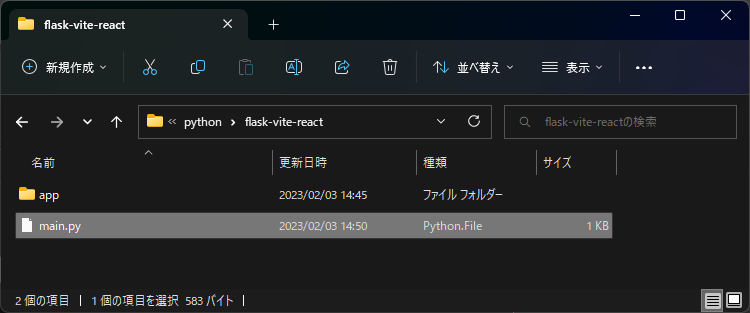 flask-vite-react
新規作成 並べ替え 表示
python flask-vite-react flask-vite-reactの検索
名前 更新日時 種類 サイズ
app 2023/02/03 14:45 ファイル フォルダー
main.py 2023/02/03 14:50 Python.File 1 KB
2 個の項目 1 個の項目を選択 583 バイト